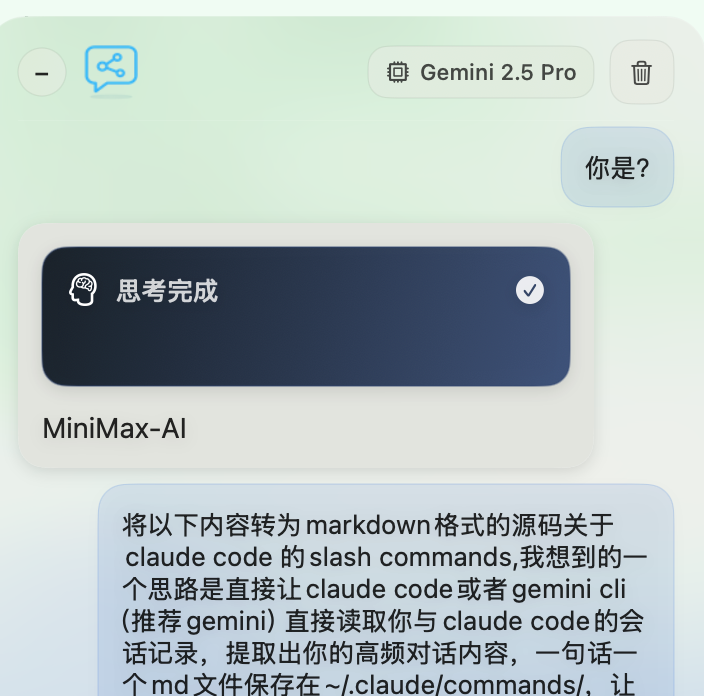 Gemini 2.5 Pro
你是?
思考完成
MiniMax-AI
将以下内容转为markdown格式的源码关于
claude code 的slash commands,我想到的一
个思路是直接让claude code或者gemini cli
(推荐gemini) 直接读取你与claude code的会
话记录，提取出你的高频对话内容，一句话一
个md文件保存在~/.claude/commands/，让